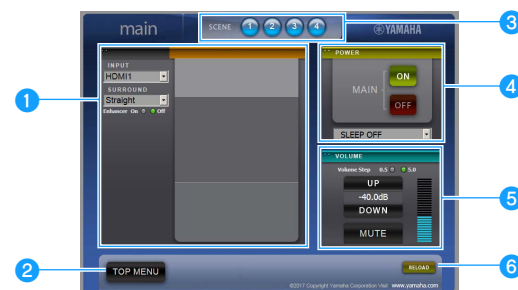 main
SCENE 1 2 3 4
YAMAHA
3
INPUT
HDMI1
SURROUND
Straight
Enhancer On Off
1
POWER
MAIN
ON
OFF
SLEEP OFF
4
VOLUME
Volume Step 0.5 5.0
UP
-40.0dB
DOWN
MUTE
5
2
TOP MENU
RELOAD
6
©2017 Copyright Yamaha Corporation Visit www.yamaha.com